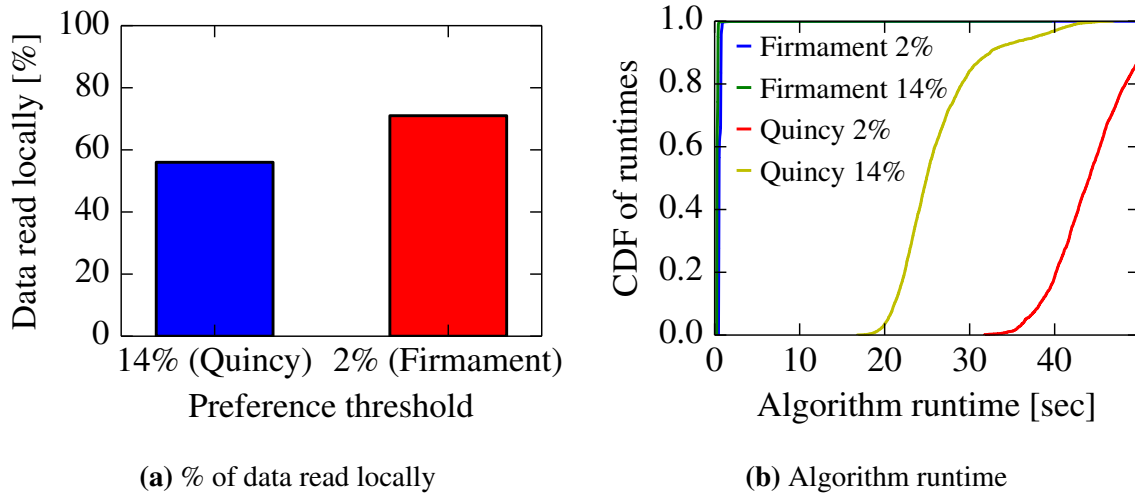 Data read locally [%]
100
80
60
40
20
0
14% (Quincy)
2% (Firmament)
Preference threshold
(a) % of data read locally
CDF of runtimes
1.0
0.8
0.6
0.4
0.2
0.0
Firmament 2%
Firmament 14%
Quincy 2%
Quincy 14%
0
10
20
30
40
Algorithm runtime [sec]
(b) Algorithm runtime